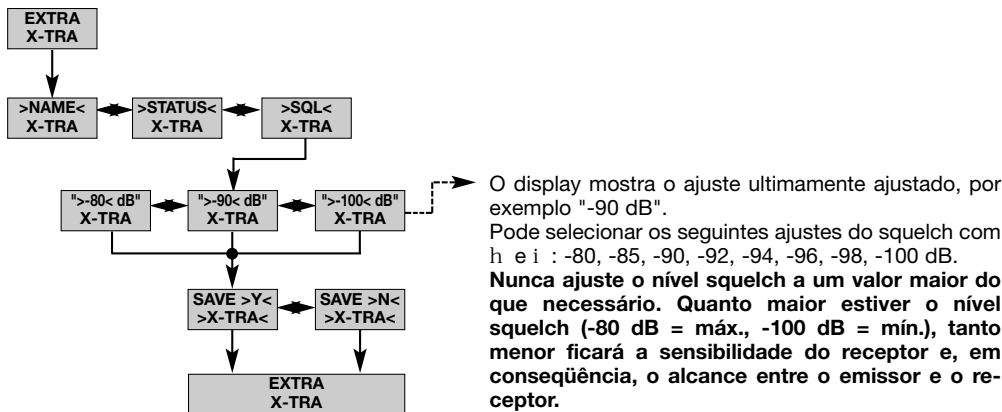 EXTRA
X-TRA
>NAME<
X-TRA
>STATUS<
X-TRA
>SQL<
X-TRA
">-80< dB"
X-TRA
">-90< dB"
X-TRA
">-100< dB"
X-TRA
SAVE >Y<
>X-TRA<
SAVE >N<
>X-TRA<
EXTRA
X-TRA
O display mostra o ajuste ultimamente ajustado, por
exemplo "-90 dB".
Pode selecionar os seguintes ajustes do squelch com
h e i : -80, -85, -90, -92, -94, -96, -98, -100 dB.
Nunca ajuste o nível squelch a um valor maior do
que necessário. Quanto maior estiver o nível
squelch (-80 dB = máx., -100 dB = mín.), tanto
menor ficará a sensibilidade do receptor e, em
conseqüência, o alcance entre o emissor e o re-
ceptor.